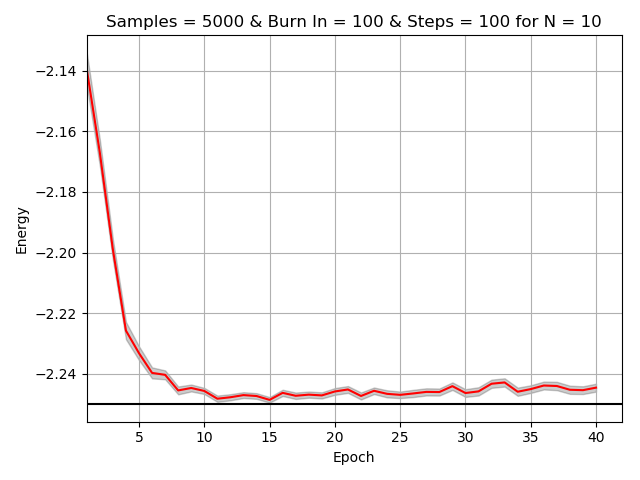 Samples = 5000 & Burn In = 100 & Steps = 100 for N = 10
−2.14
−2.16
−2.18
−2.20
−2.22
−2.24
Energy
5 10 15 20 25 30 35 40
Epoch